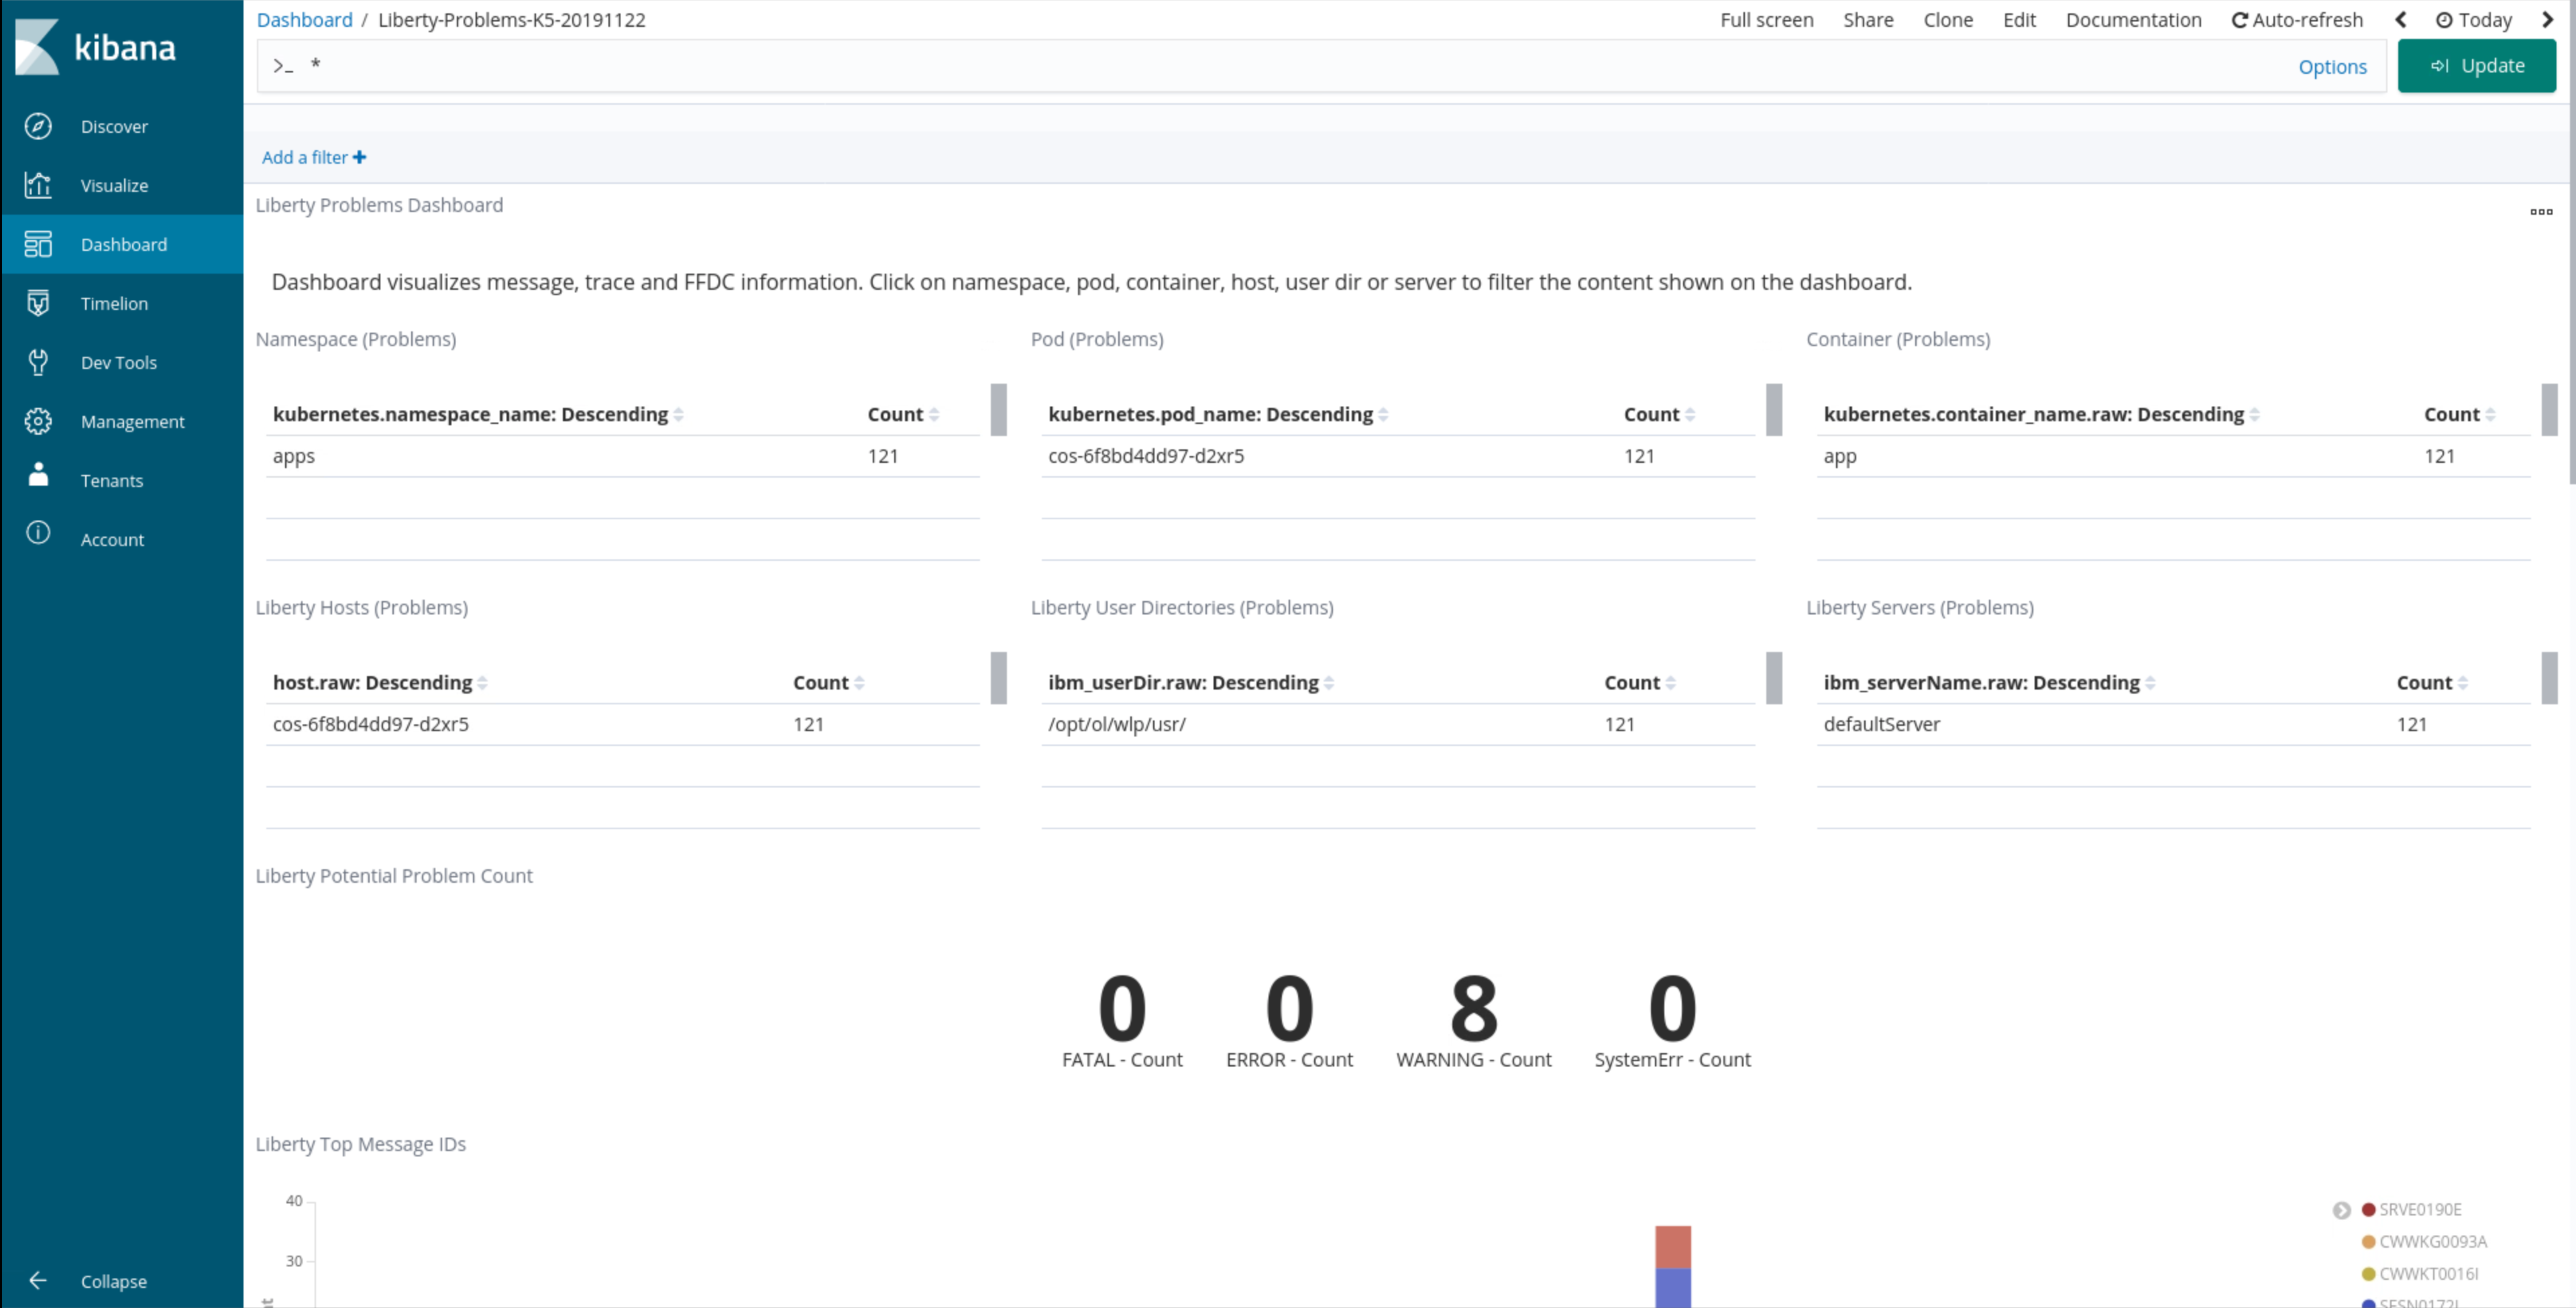 kibana
Discover
Visualize
Dashboard
Timelion
Dev Tools
Management
Tenants
Account
Collapse
Dashboard / Liberty-Problems-K5-20191122
Full screen Share Clone Edit Documentation Auto-refresh Today
>_ *
Options
Update
Add a filter +
Liberty Problems Dashboard
Dashboard visualizes message, trace and FFDC information. Click on namespace, pod, container, host, user dir or server to filter the content shown on the dashboard.
Namespace (Problems)
kubernetes.namespace_name: Descending Count
apps 121
Pod (Problems)
kubernetes.pod_name: Descending Count
cos-6f8bd4dd97-d2xr5 121
Container (Problems)
kubernetes.container_name.raw: Descending Count
app 121
Liberty Hosts (Problems)
host.raw: Descending Count
cos-6f8bd4dd97-d2xr5 121
Liberty User Directories (Problems)
ibm_userDir.raw: Descending Count
/opt/ol/wlp/usr/ 121
Liberty Servers (Problems)
ibm_serverName.raw: Descending Count
defaultServer 121
Liberty Potential Problem Count
0 0 8 0
FATAL - Count ERROR - Count WARNING - Count SystemErr - Count
Liberty Top Message IDs
40
30
SRVE0190E
CWWKG0093A
CWWKT0016I